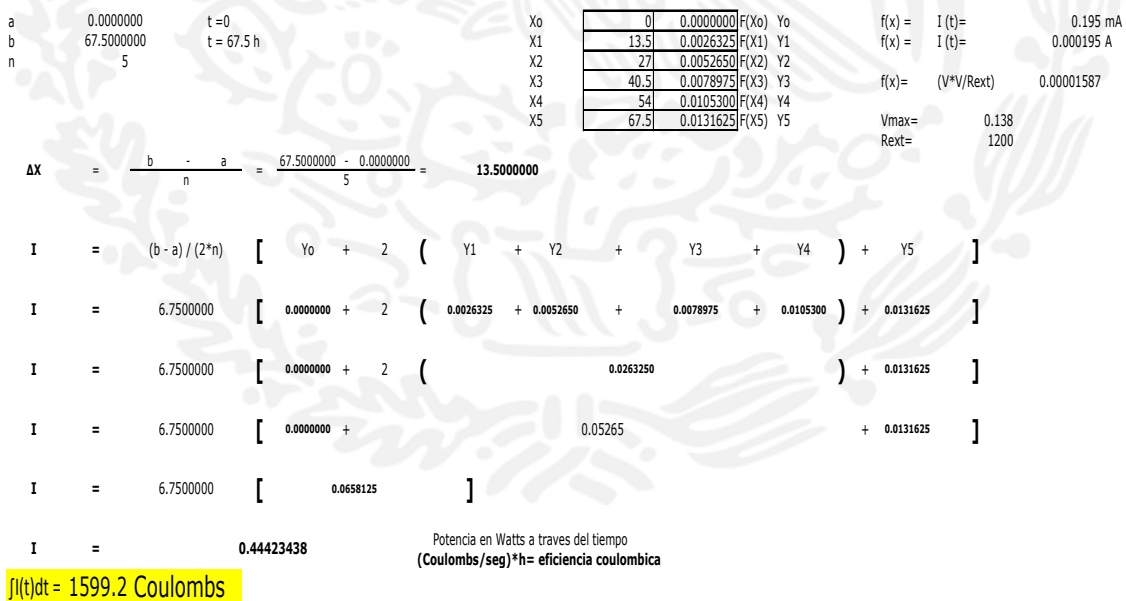 a 0.0000000 t =0 Xo 0 0.0000000 F(Xo) Yo f(x) = I (t)= 0.195 mA
b 67.5000000 t = 67.5 h X1 13.5 0.0026325 F(X1) Y1 f(x) = I (t)= 0.000195 A
n 5 X2 27 0.0052650 F(X2) Y2
X3 40.5 0.0078975 F(X3) Y3 f(x)= (V*V/Rext) 0.00001587
X4 54 0.0105300 F(X4) Y4
X5 67.5 0.0131625 F(X5) Y5 Vmax= 0.138
Rext= 1200
b - a 67.5000000 - 0.0000000
ΔX = = = 13.5000000
n 5
I = (b - a) / (2*n) [ Yo + 2 ( Y1 + Y2 + Y3 + Y4 ) + Y5 ]
I = 6.7500000 [ 0.0000000 + 2 ( 0.0026325 + 0.0052650 + 0.0078975 + 0.0105300 ) + 0.0131625 ]
I = 6.7500000 [ 0.0000000 + 2 ( 0.0263250 ) + 0.0131625 ]
I = 6.7500000 [ 0.0000000 + 0.05265 + 0.0131625 ]
I = 6.7500000 [ 0.0658125 ]
I = 0.44423438 Potencia en Watts a traves del tiempo
(Coulombs/seg)*h= eficiencia coulombica
∫I(t)dt = 1599.2 Coulombs